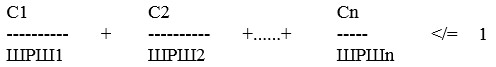 C1 C2 Cn
---------- + ---------- +......+ ----- </= 1
ШРШ1 ШРШ2 ШРШn